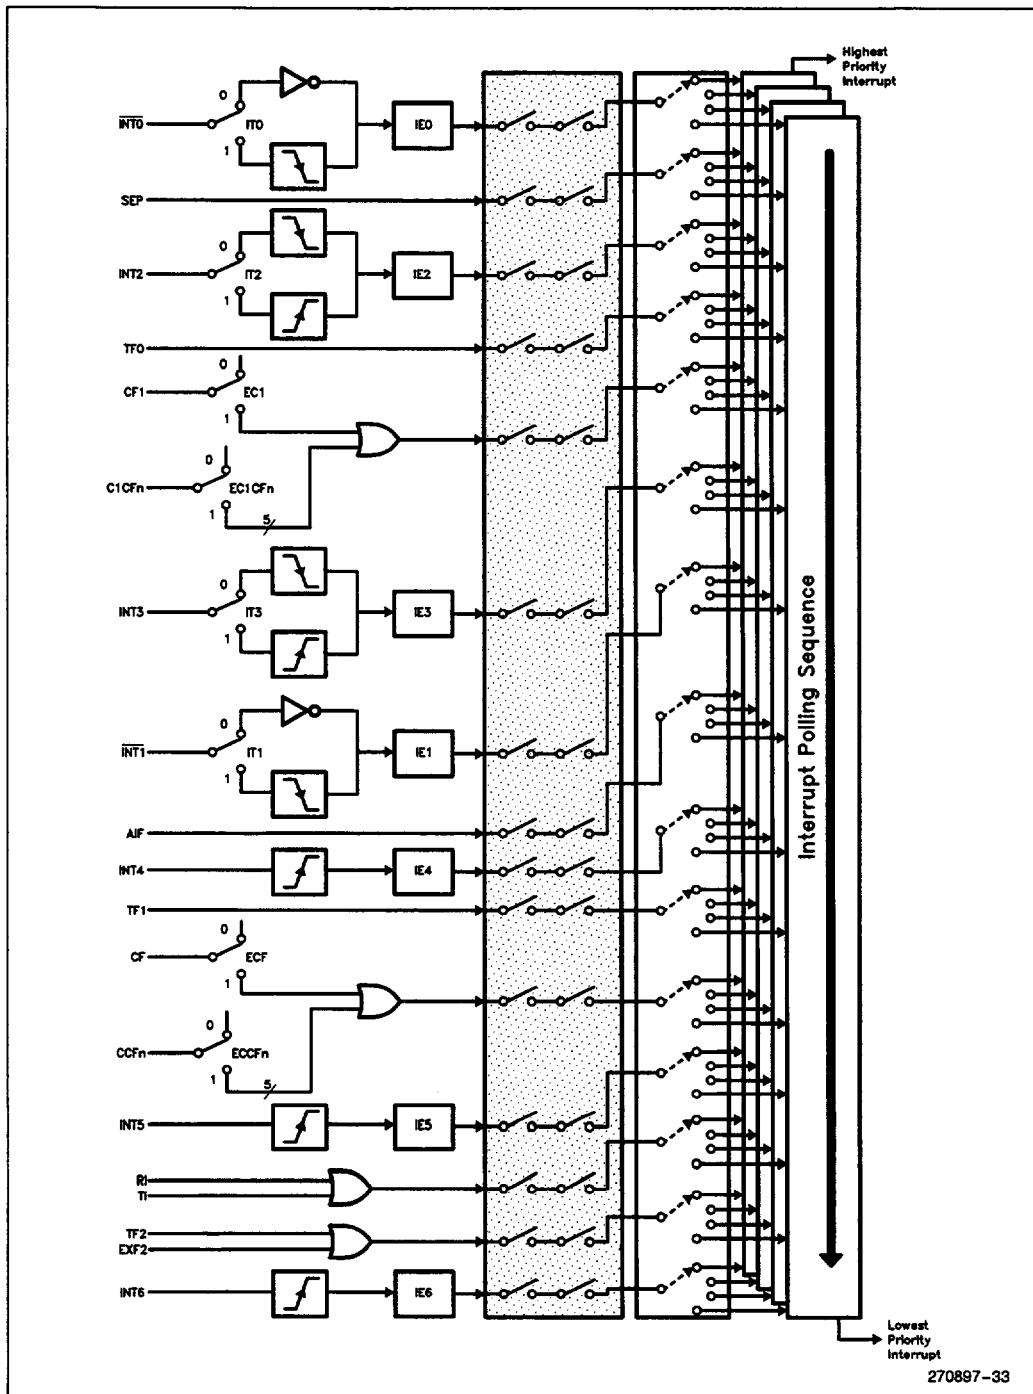 Highest
Priority
Interrupt
0
INT0
IT0
IE0
1
SEP
0
INT2
IT2
IE2
1
TF0
0
CF1
EC1
1
0
C1CFn
EC1CFn
1
5
0
INT3
IT3
IE3
1
0
INT1
IT1
IE1
1
AIF
INT4
IE4
TF1
0
CF
ECF
1
0
CCFn
ECCFn
1
5
INT5
IE5
RI
TI
TF2
EXF2
INT6
IE6
Interrupt Polling Sequence
Lowest
Priority
Interrupt
270897-33